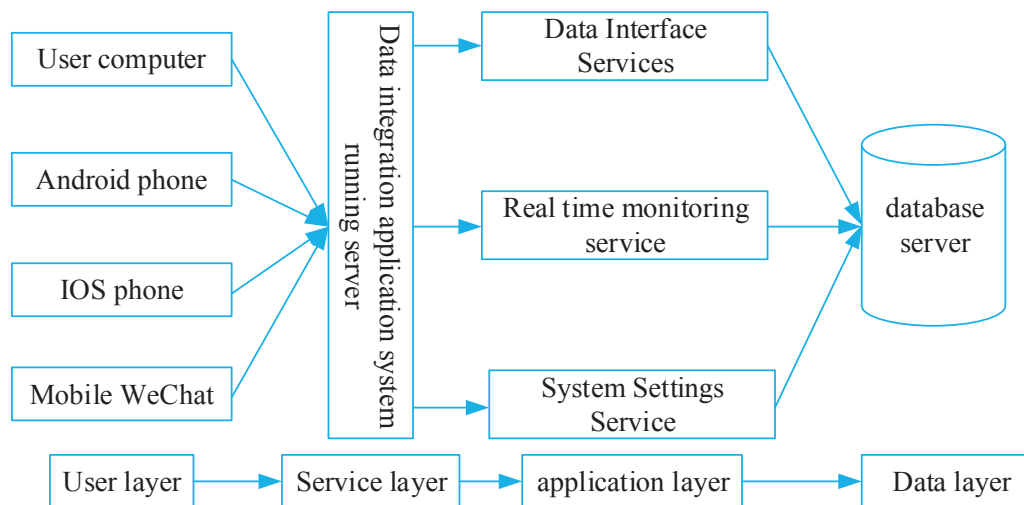 User computer
Android phone
IOS phone
Mobile WeChat
Data integration application system
running server
Data Interface
Services
Real time monitoring
service
System Settings
Service
database
server
User layer
Service layer
application layer
Data layer